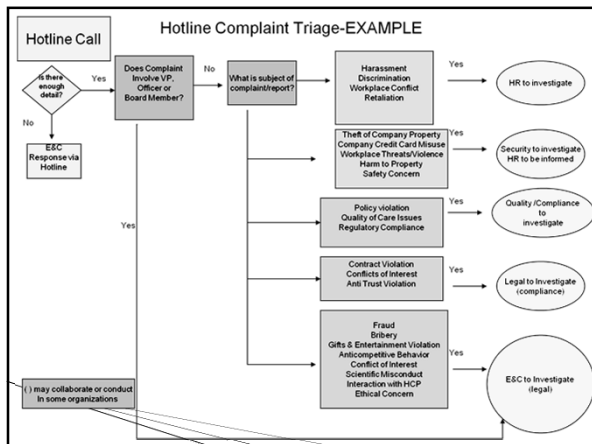 Hotline Complaint Triage-EXAMPLE
Hotline Call
Is there
enough
detail?
Yes
No
E&C
Response via
Hotline
Does Complaint
Involve VP,
Officer or
Board Member?
No
Yes
What is subject of
complaint/report?
Harassment
Discrimination
Workplace Conflict
Retaliation
Yes
HR to investigate
Theft of Company Property
Company Credit Card Misuse
Workplace Threats/Violence
Harm to Property
Safety Concern
Yes
Security to investigate
HR to be informed
Policy violation
Quality of Care Issues
Regulatory Compliance
Yes
Quality /Compliance
to
investigate
Contract Violation
Conflicts of Interest
Anti Trust Violation
Yes
Legal to Investigate
(compliance)
Fraud
Bribery
Gifts & Entertainment Violation
Anticompetitive Behavior
Conflict of Interest
Scientific Misconduct
Interaction with HCP
Ethical Concern
Yes
E&C to Investigate
(legal)
( ) may collaborate or conduct
In some organizations